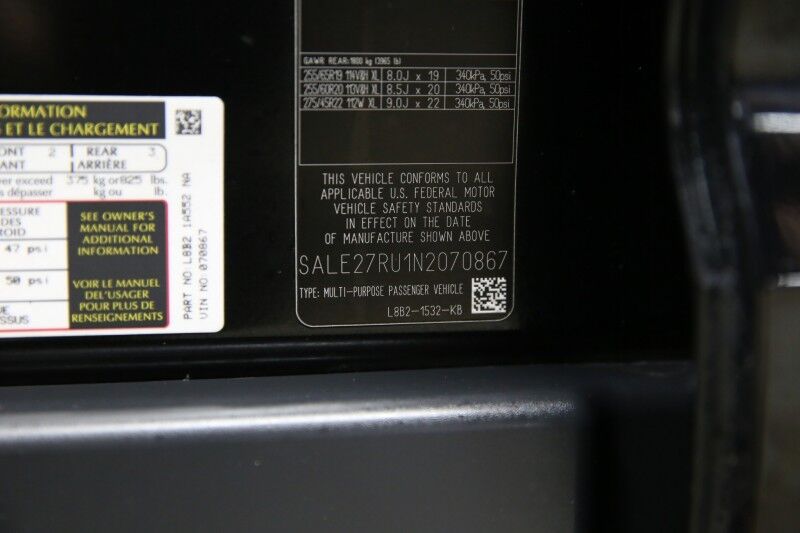 ORMATION
S ET LE CHARGEMENT
ONT 2 REAR 3
ANT ARRIÈRE
ver exceed 375 kg or 825 lbs.
s dépasser kg ou lb.
ESSURE
DES
ROID
47 psi
50 psi
UE
SSUS
SEE OWNER'S
MANUAL FOR
ADDITIONAL
INFORMATION
VOIR LE MANUEL
DEL'USAGER
POUR PLUS DE
RENSEIGNEMENTS
PART NO L8B2 1A552 NA
VIN NO 070867
GAWR REAR: 1800 kg (3965 lb)
255/65R19 114V@H XL 8.0J x 19 340kPa, 50psi
255/60R20 113V@H XL 8.5J x 20 340kPa, 50psi
275/45R22 112W XL 9.0J x 22 340kPa, 50psi
THIS VEHICLE CONFORMS TO ALL
APPLICABLE U.S. FEDERAL MOTOR
VEHICLE SAFETY STANDARDS
IN EFFECT ON THE DATE
OF MANUFACTURE SHOWN ABOVE
SALE27RU1N2070867
TYPE: MULTI-PURPOSE PASSENGER VEHICLE
L8B2-1532-KB